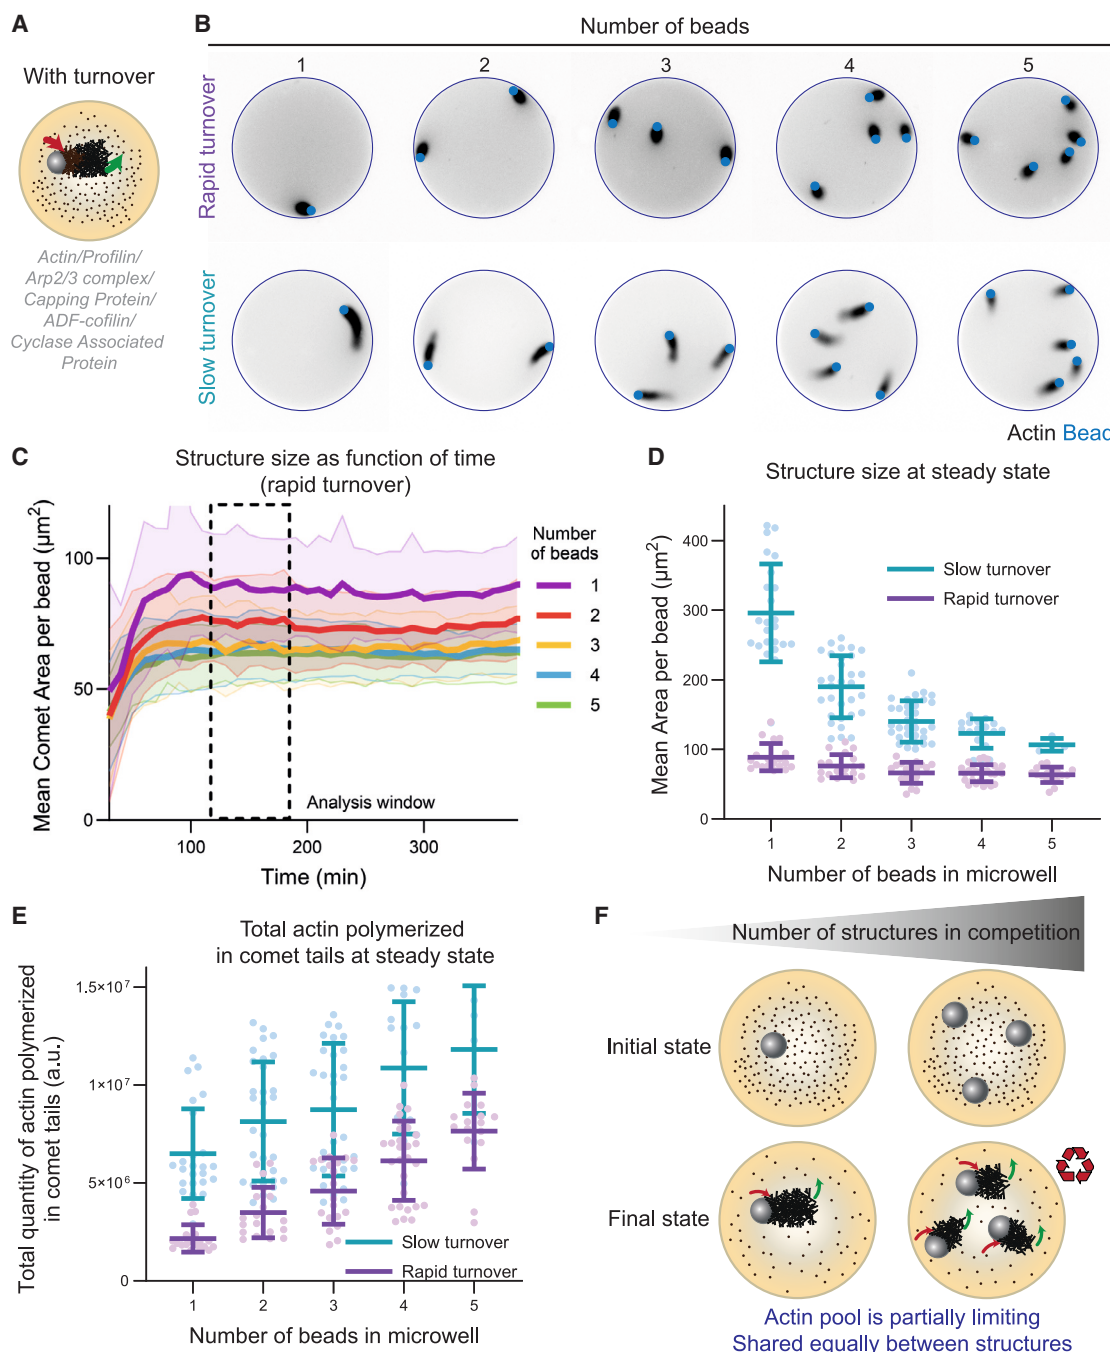 A
With turnover
Actin/Profilin/
Arp2/3 complex/
Capping Protein/
ADF-cofilin/
Cyclase Associated
Protein
B
Number of beads
1
2
3
4
5
Rapid turnover
Slow turnover
Actin Bead
C
Structure size as function of time
(rapid turnover)
Mean Comet Area per bead (µm²)
100
50
0
100
200
300
Time (min)
Analysis window
Number
of beads
1
2
3
4
5
D
Structure size at steady state
Mean Area per bead (µm²)
400
300
200
100
0
Slow turnover
Rapid turnover
1
2
3
4
5
Number of beads in microwell
E
Total actin polymerized
in comet tails at steady state
Total quantity of actin polymerized
in comet tails (a.u.)
1.5×10⁷
1×10⁷
5×10⁶
0
Slow turnover
Rapid turnover
1
2
3
4
5
Number of beads in microwell
F
Number of structures in competition
Initial state
Final state
Actin pool is partially limiting
Shared equally between structures